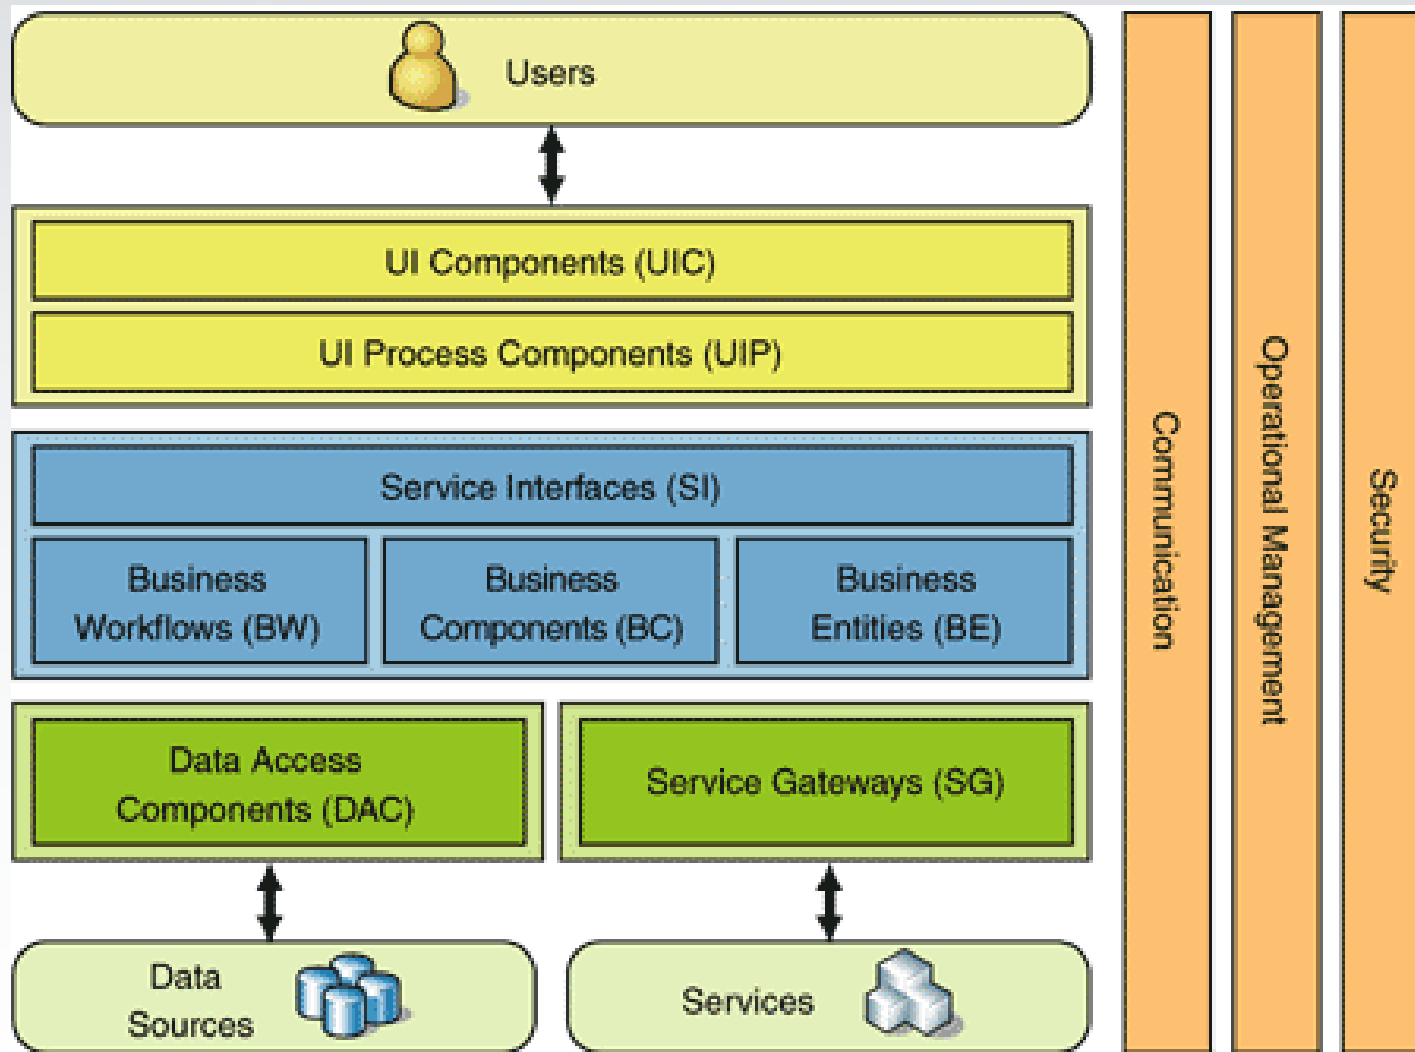 Users
UI Components (UIC)
UI Process Components (UIP)
Service Interfaces (SI)
Business
Workflows (BW)
Business
Components (BC)
Business
Entities (BE)
Data Access
Components (DAC)
Service Gateways (SG)
Data
Sources
Services
Communication
Operational Management
Security